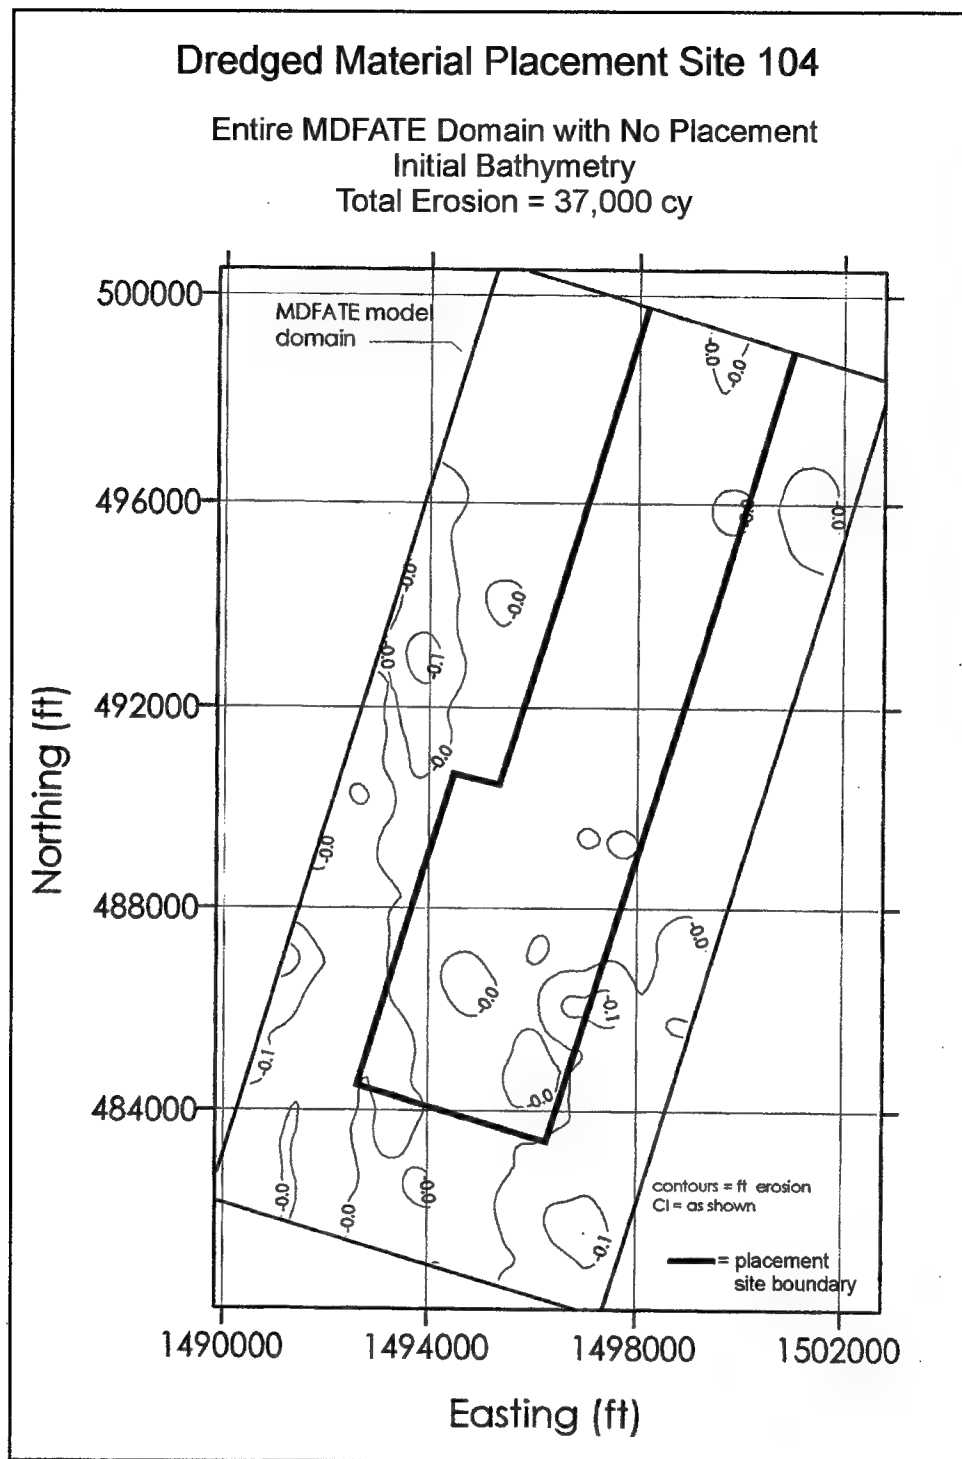 Dredged Material Placement Site 104
Entire MDFATE Domain with No Placement
Initial Bathymetry
Total Erosion = 37,000 cy
500000
MDFATE model
domain
-0.0
-0.0
496000
-0.0
-0.0
-0.0
-0.0
-0.0
-0.1
492000
-0.0
Northing (ft)
-0.0
488000
-0.0
-0.0
-0.1
-0.1
-0.0
484000
-0.0
-0.0
-0.0
contours = ft erosion
CI = as shown
-0.1
= placement
site boundary
1490000
1494000
1498000
1502000
Easting (ft)